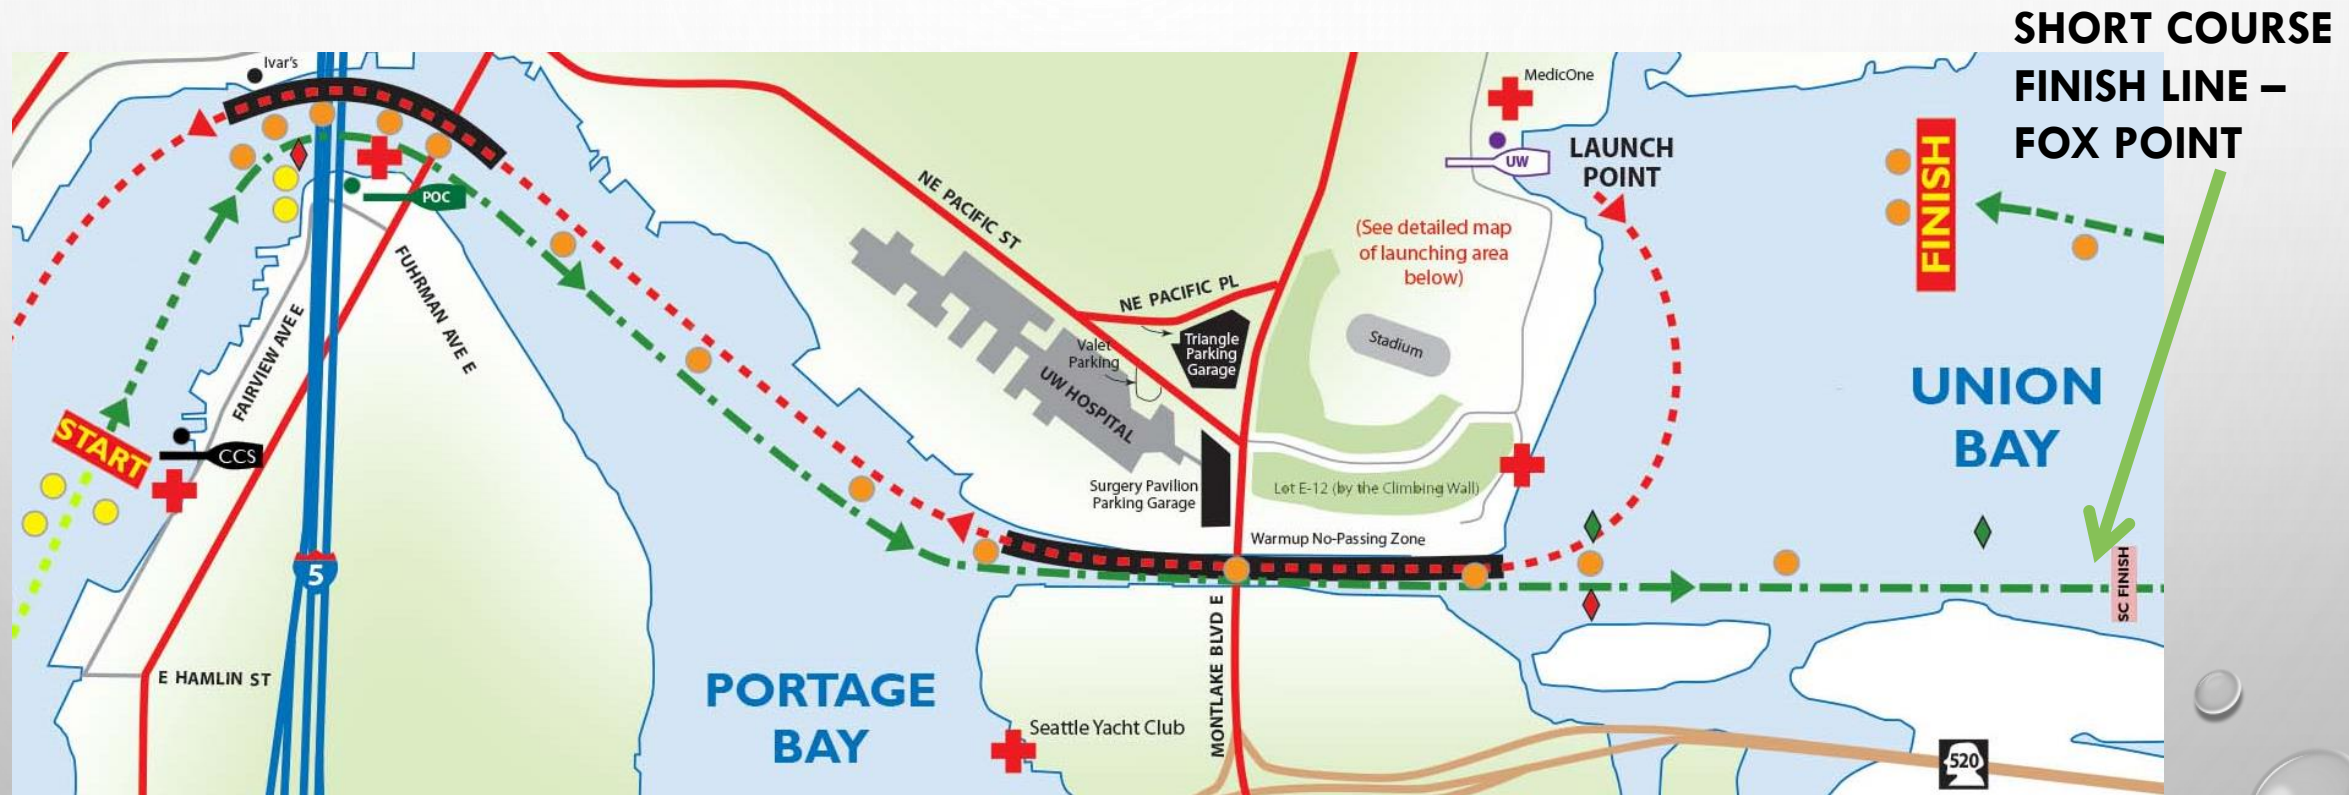 SHORT COURSE
FINISH LINE –
FOX POINT
Ivar's
MedicOne
UW
LAUNCH
POINT
FINISH
POC
NE PACIFIC ST
(See detailed map
of launching area
below)
FUHRMAN AVE E
FAIRVIEW AVE E
NE PACIFIC PL
Triangle
Parking
Garage
Valet
Parking
Stadium
UW HOSPITAL
UNION
BAY
START
CCS
Surgery Pavilion
Parking Garage
Lot E-12 (by the Climbing Wall)
Warmup No-Passing Zone
5
SC FINISH
E HAMLIN ST
PORTAGE
BAY
MONTLAKE BLVD E
Seattle Yacht Club
520